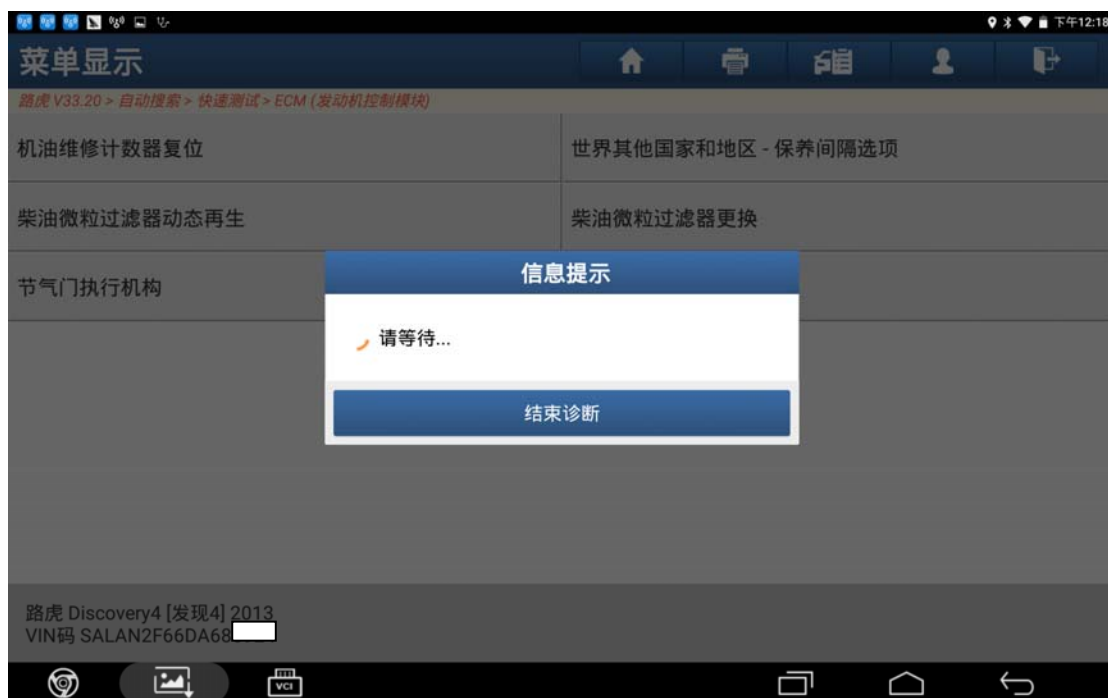 下午12:18
菜单显示
路虎 V33.20 > 自动搜索 > 快速测试 > ECM (发动机控制模块)
机油维修计数器复位
世界其他国家和地区 - 保养间隔选项
柴油微粒过滤器动态再生
柴油微粒过滤器更换
节气门执行机构
信息提示
请等待...
结束诊断
路虎 Discovery4 [发现4] 2013
VIN码 SALAN2F66DA68
VCI